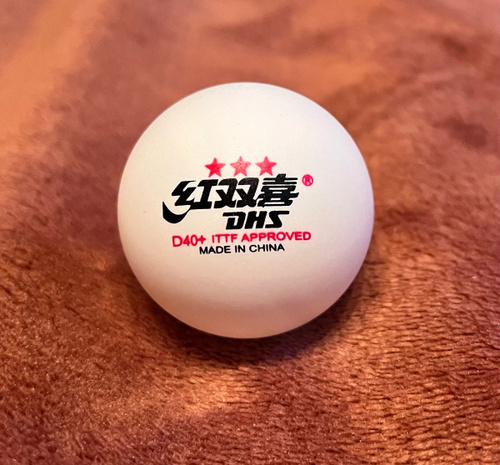 ★★★
红双喜®
DHS
D40+ ITTF APPROVED
MADE IN CHINA